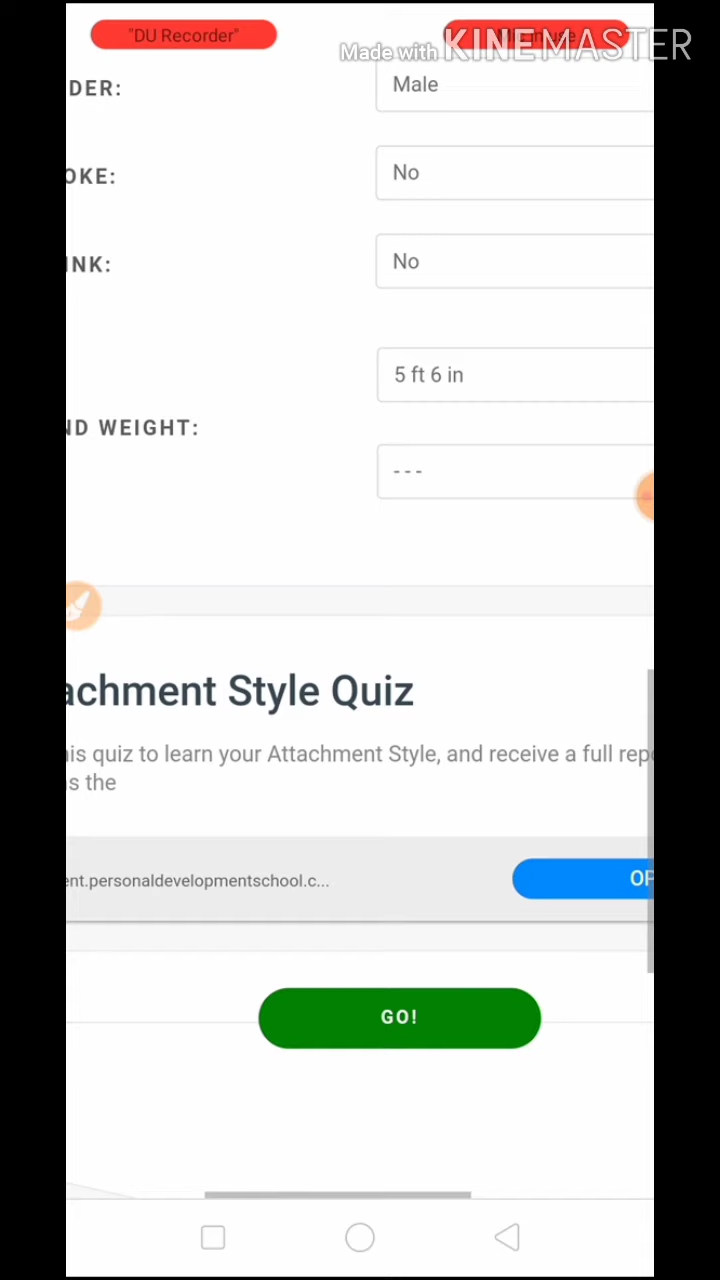 "DU Recorder"
Made with KINEMASTER
DER:
Male
OKE:
No
INK:
No
5 ft 6 in
ND WEIGHT:
---
achment Style Quiz
his quiz to learn your Attachment Style, and receive a full repo
s the
ent.personaldevelopmentschool.c...
OP
GO!